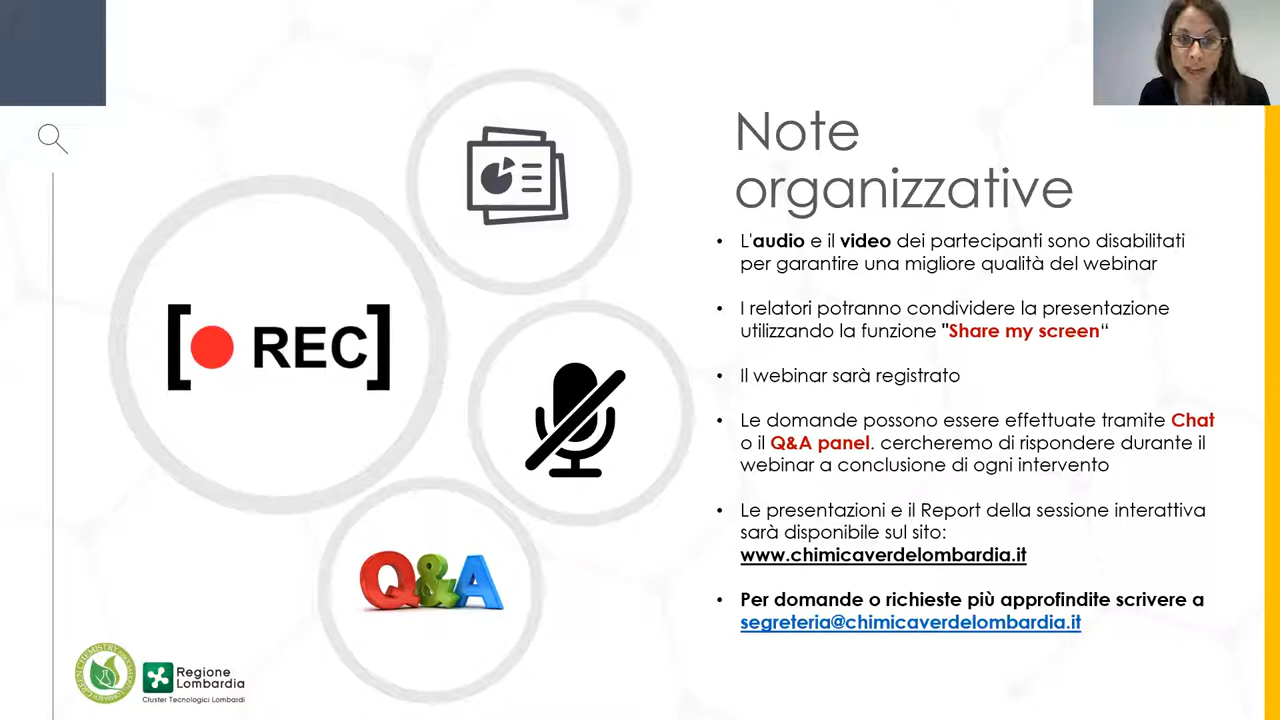 Note
organizzative
[● REC]
Q&A
• L'audio e il video dei partecipanti sono disabilitati
per garantire una migliore qualità del webinar
• I relatori potranno condividere la presentazione
utilizzando la funzione "Share my screen“
• Il webinar sarà registrato
• Le domande possono essere effettuate tramite Chat
o il Q&A panel. cercheremo di rispondere durante il
webinar a conclusione di ogni intervento
• Le presentazioni e il Report della sessione interattiva
sarà disponibile sul sito:
www.chimicaverdelombardia.it
• Per domande o richieste più approfindite scrivere a
segreteria@chimicaverdelombardia.it
Regione
Lombardia
Cluster Tecnologici Lombardi